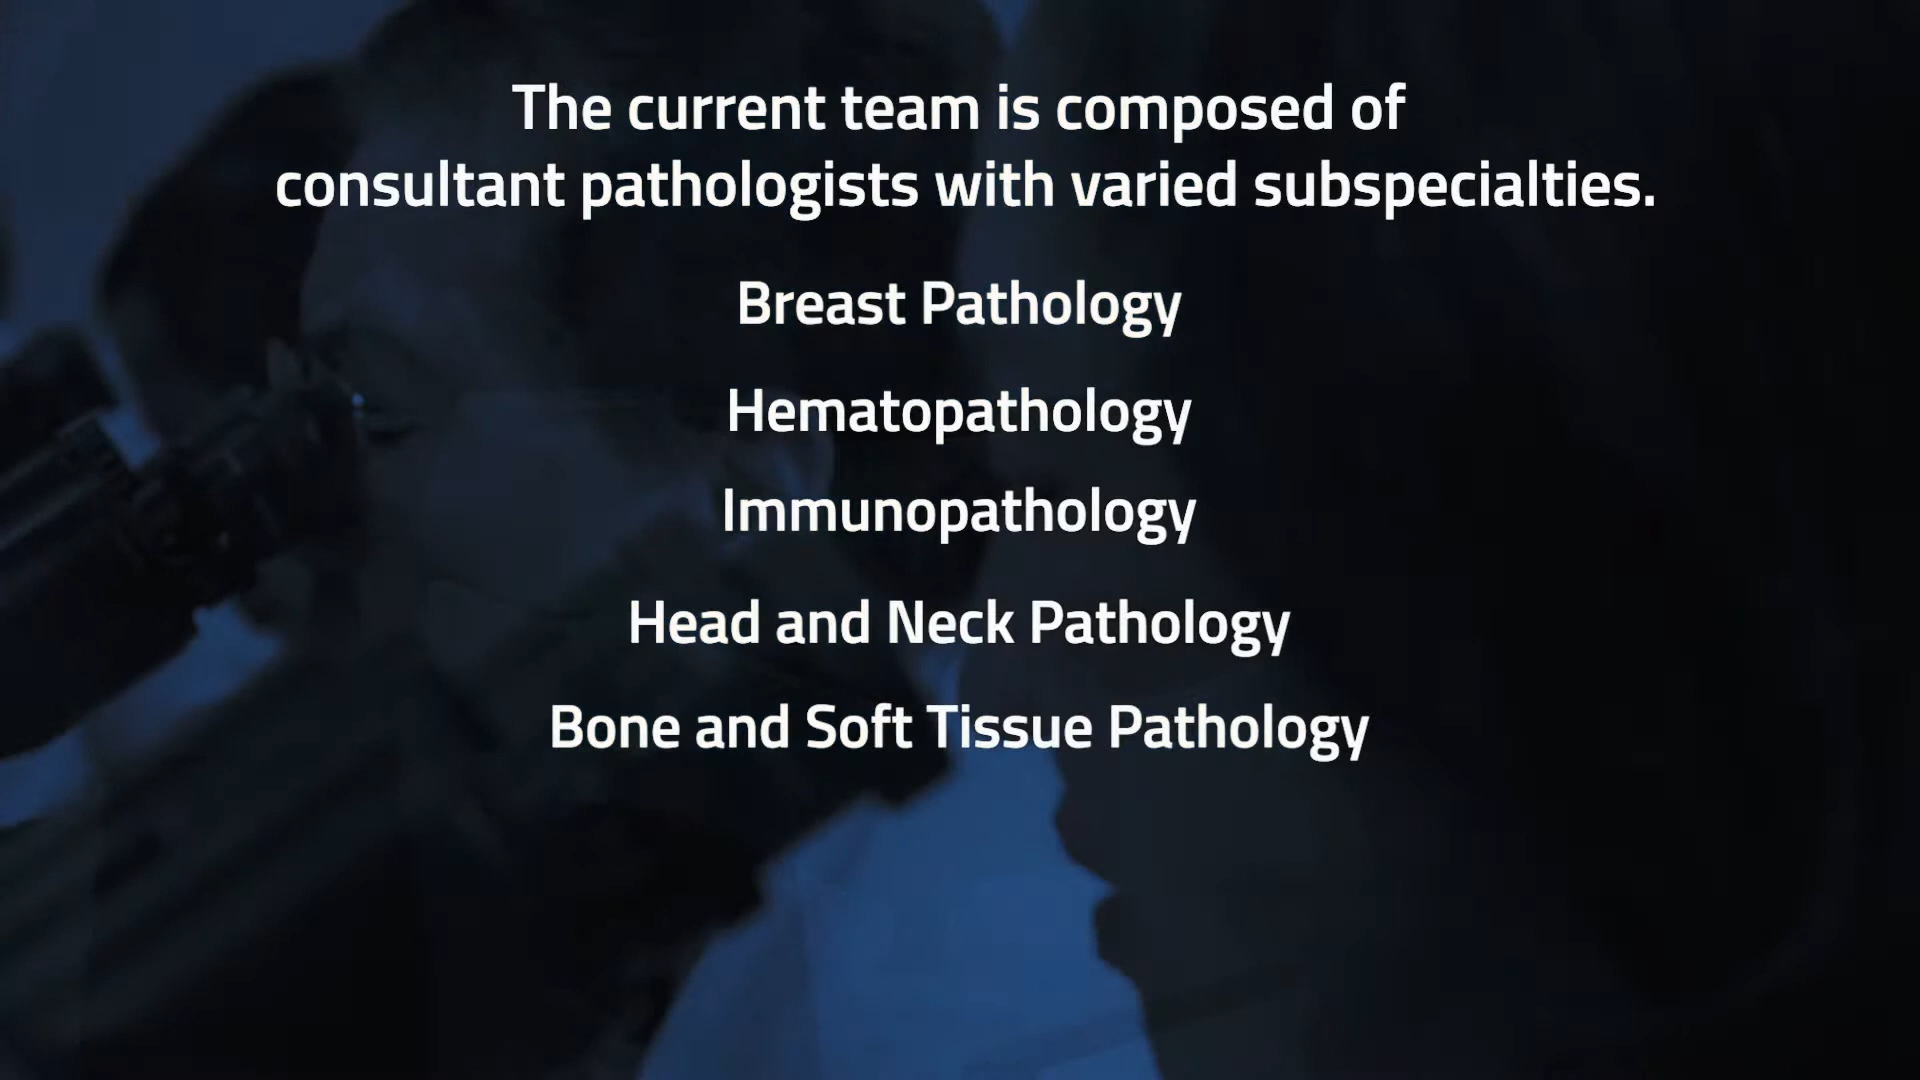 The current team is composed of
consultant pathologists with varied subspecialties.
Breast Pathology
Hematopathology
Immunopathology
Head and Neck Pathology
Bone and Soft Tissue Pathology